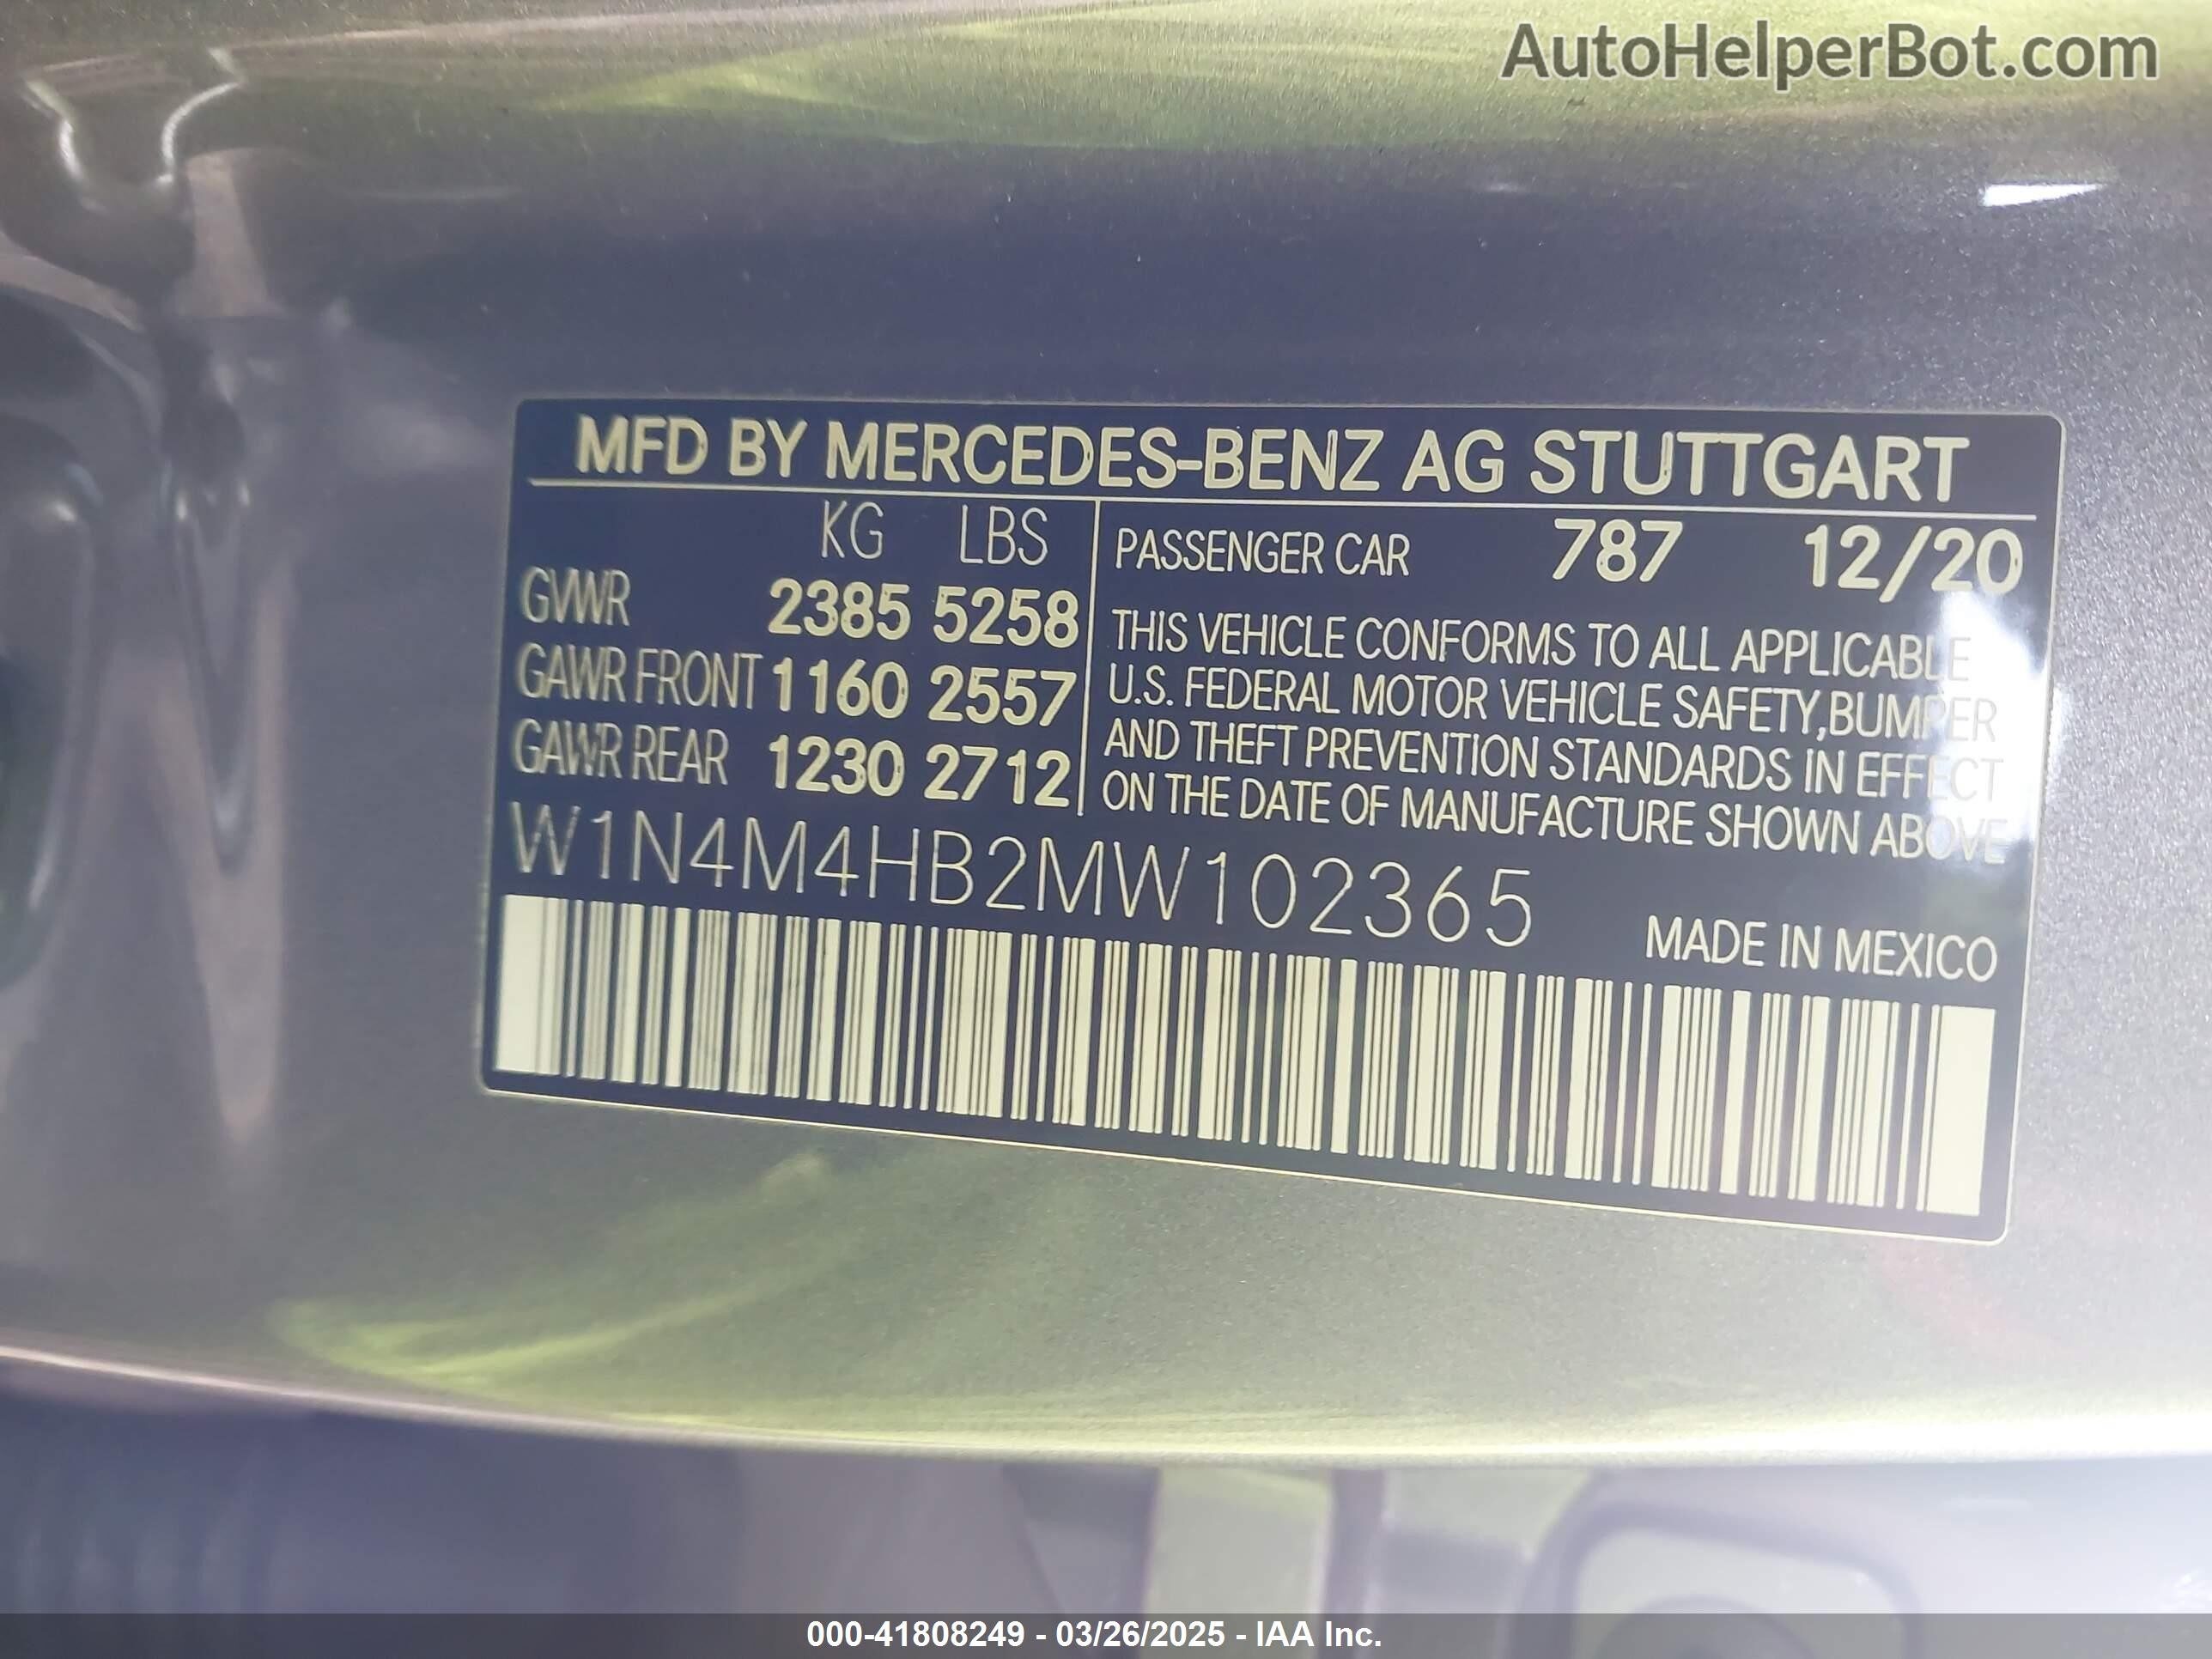 AutoHelperBot.com
MFD BY MERCEDES-BENZ AG STUTTGART
KG LBS
GVWR 2385 5258
GAWR FRONT 1160 2557
GAWR REAR 1230 2712
PASSENGER CAR 787 12/20
THIS VEHICLE CONFORMS TO ALL APPLICABLE
U.S. FEDERAL MOTOR VEHICLE SAFETY,BUMPER
AND THEFT PREVENTION STANDARDS IN EFFECT
ON THE DATE OF MANUFACTURE SHOWN ABOVE
W1N4M4HB2MW102365
MADE IN MEXICO
000-41808249 - 03/26/2025 - IAA Inc.